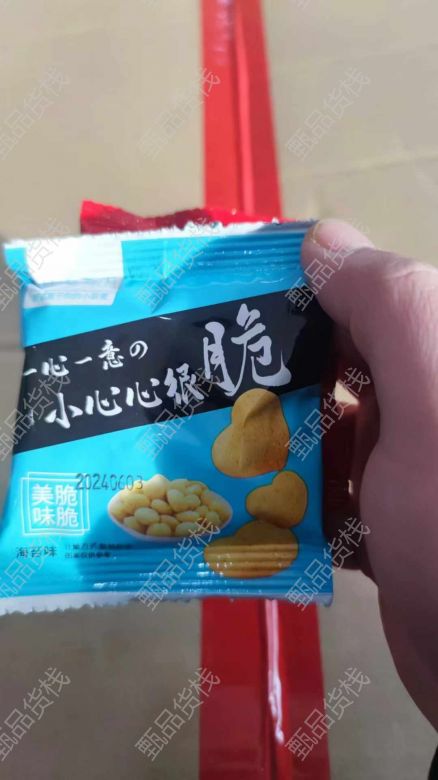 一心一意の
小心心很脆
20240603
美脆
味脆
海苔味
甄品货栈